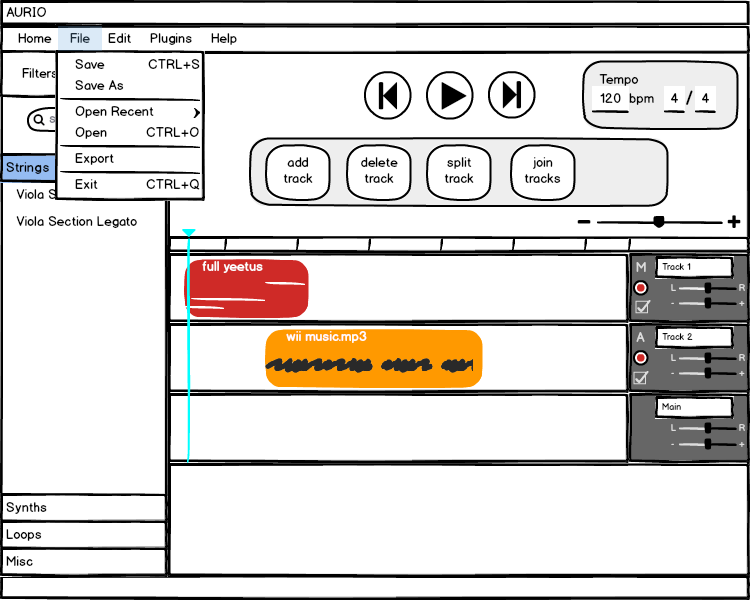 AURIO
Home File Edit Plugins Help
Save CTRL+S
Save As
Open Recent
Open CTRL+O
Export
Exit CTRL+Q
Filters
Strings
Viola S
Viola Section Legato
Synths
Loops
Misc
Tempo
120 bpm 4 / 4
add track
delete track
split track
join tracks
- +
full yeetus
M Track 1
L R
- +
wii music.mp3
A Track 2
L R
- +
Main
L R
- +